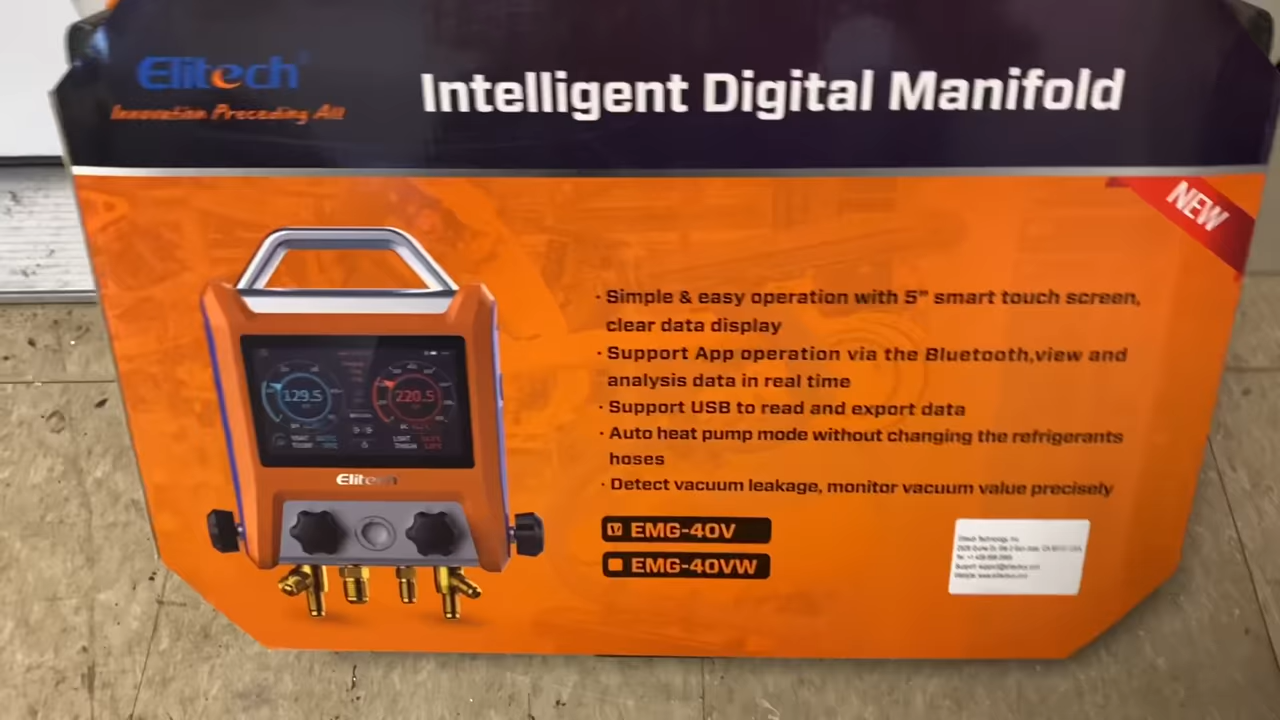 Elitech
Innovation Preceding All
Intelligent Digital Manifold
NEW
· Simple & easy operation with 5" smart touch screen,
clear data display
· Support App operation via the Bluetooth,view and
analysis data in real time
· Support USB to read and export data
· Auto heat pump mode without changing the refrigerants
hoses
· Detect vacuum leakage, monitor vacuum value precisely
129.5
220.5
Elitech
EMG-40V
EMG-40VW
Elitech Technology, Inc.